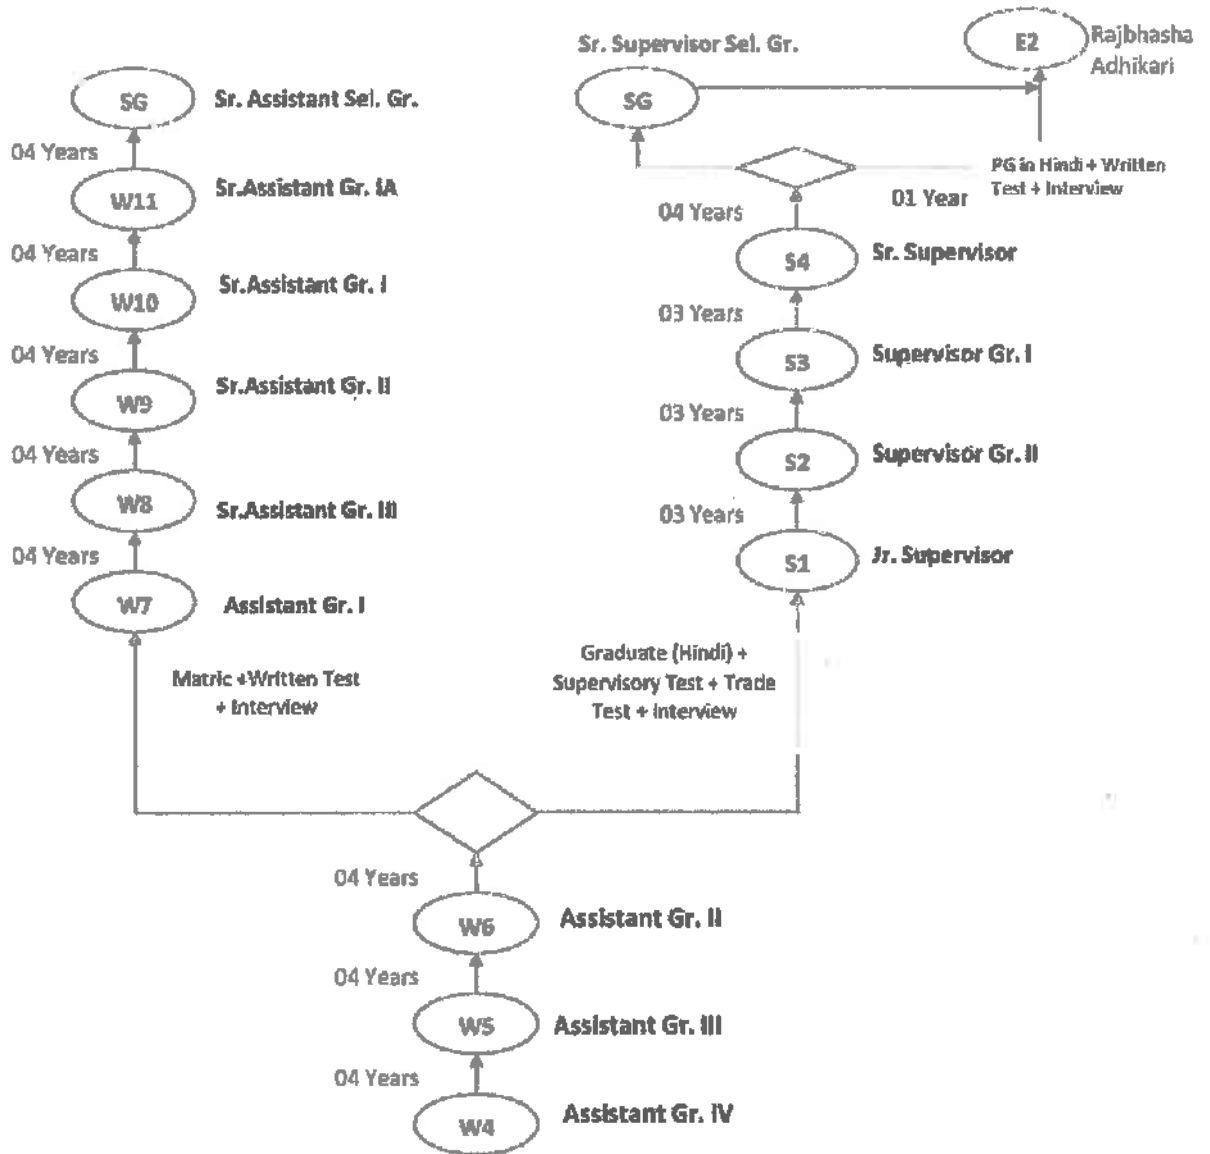 Sr. Supervisor Sel. Gr.
E2
Rajbhasha
Adhikari
SG
Sr. Assistant Sel. Gr.
SG
04 Years
PG in Hindi + Written
Test + Interview
W11
Sr.Assistant Gr. IA
01 Year
04 Years
04 Years
S4
Sr. Supervisor
W10
Sr.Assistant Gr. I
03 Years
04 Years
S3
Supervisor Gr. I
W9
Sr.Assistant Gr. II
03 Years
04 Years
S2
Supervisor Gr. II
W8
Sr.Assistant Gr. III
03 Years
04 Years
S1
Jr. Supervisor
W7
Assistant Gr. I
Matric +Written Test
+ Interview
Graduate (Hindi) +
Supervisory Test + Trade
Test + Interview
04 Years
W6
Assistant Gr. II
04 Years
W5
Assistant Gr. III
04 Years
W4
Assistant Gr. IV